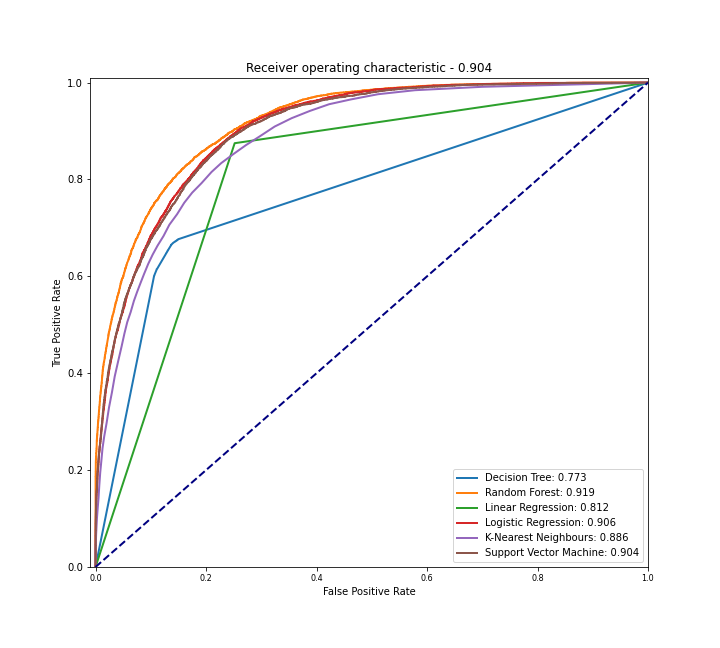 Receiver operating characteristic - 0.904
1.0
0.8
0.6
0.4
0.2
0.0
True Positive Rate
Decision Tree: 0.773
Random Forest: 0.919
Linear Regression: 0.812
Logistic Regression: 0.906
K-Nearest Neighbours: 0.886
Support Vector Machine: 0.904
0.0 0.2 0.4 0.6 0.8 1.0
False Positive Rate